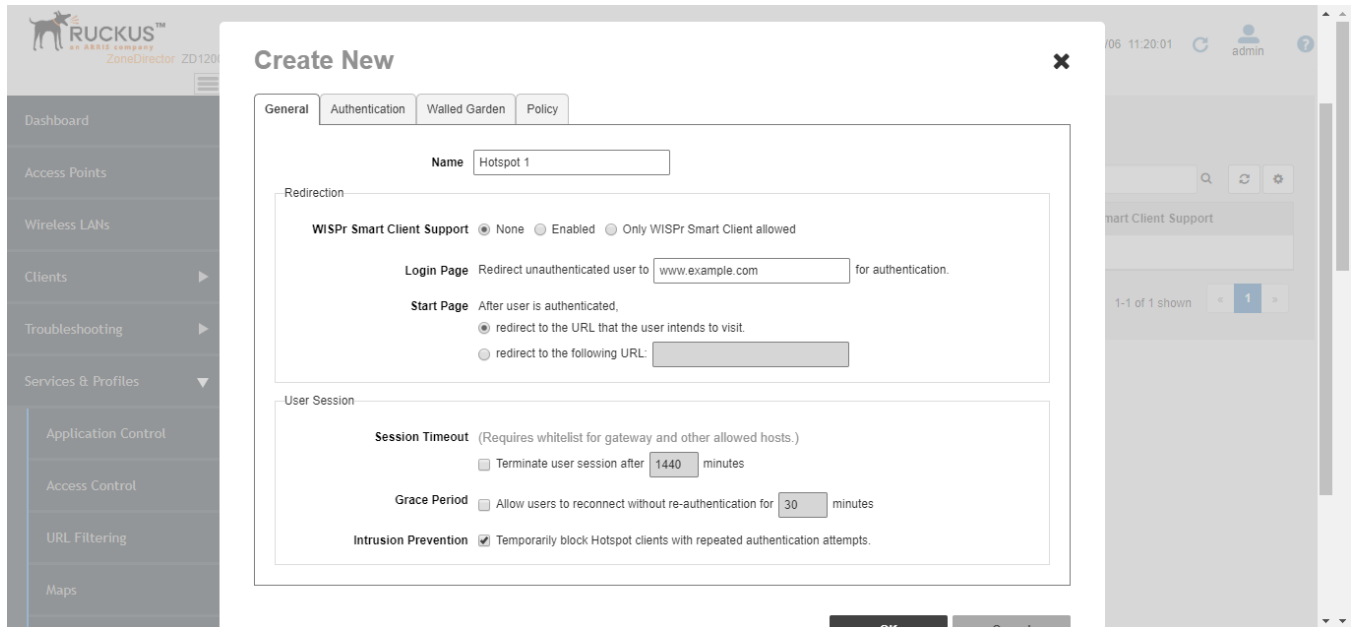 RUCKUS™
an ARRIS company
ZoneDirector ZD120
/06 11:20:01
admin
?
Dashboard
Access Points
Wireless LANs
Clients
Troubleshooting
Services & Profiles
Application Control
Access Control
URL Filtering
Maps
Create New
General Authentication Walled Garden Policy
Name Hotspot 1
Redirection
WISPr Smart Client Support None Enabled Only WISPr Smart Client allowed
Login Page Redirect unauthenticated user to www.example.com for authentication.
Start Page After user is authenticated,
redirect to the URL that the user intends to visit.
redirect to the following URL:
User Session
Session Timeout (Requires whitelist for gateway and other allowed hosts.)
Terminate user session after 1440 minutes
Grace Period Allow users to reconnect without re-authentication for 30 minutes
Intrusion Prevention Temporarily block Hotspot clients with repeated authentication attempts.
mart Client Support
1-1 of 1 shown « 1 »